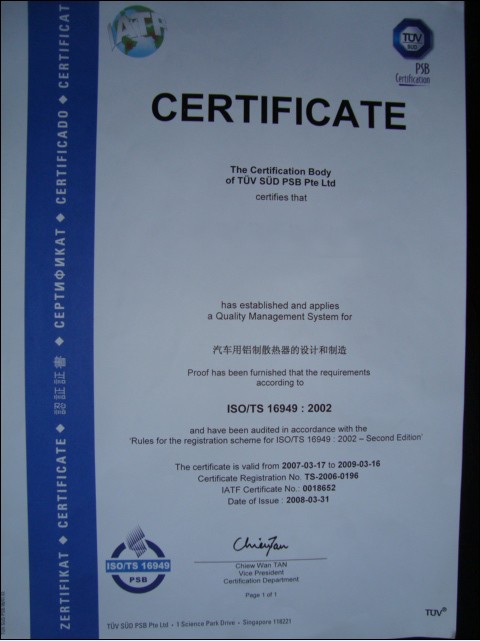 IATF
TÜV
SÜD
PSB
Certification
CERTIFICATE
The Certification Body
of TÜV SÜD PSB Pte Ltd
certifies that
has established and applies
a Quality Management System for
汽车用铝制散热器的设计和制造
Proof has been furnished that the requirements
according to
ISO/TS 16949 : 2002
and have been audited in accordance with the
'Rules for the registration scheme for ISO/TS 16949 : 2002 – Second Edition'
The certificate is valid from 2007-03-17 to 2009-03-16
Certificate Registration No. TS-2006-0196
IATF Certificate No.: 0018652
Date of Issue : 2008-03-31
ISO/TS 16949
PSB
Chiew Wan TAN
Vice President
Certification Department
Page 1 of 1
TÜV SÜD PSB Pte Ltd • 1 Science Park Drive • Singapore 118221
TÜV®
ZERTIFIKAT ◆ CERTIFICATE ◆ 認証証書 ◆ СЕРТИФИКАТ ◆ CERTIFICADO ◆ CERTIFICAT